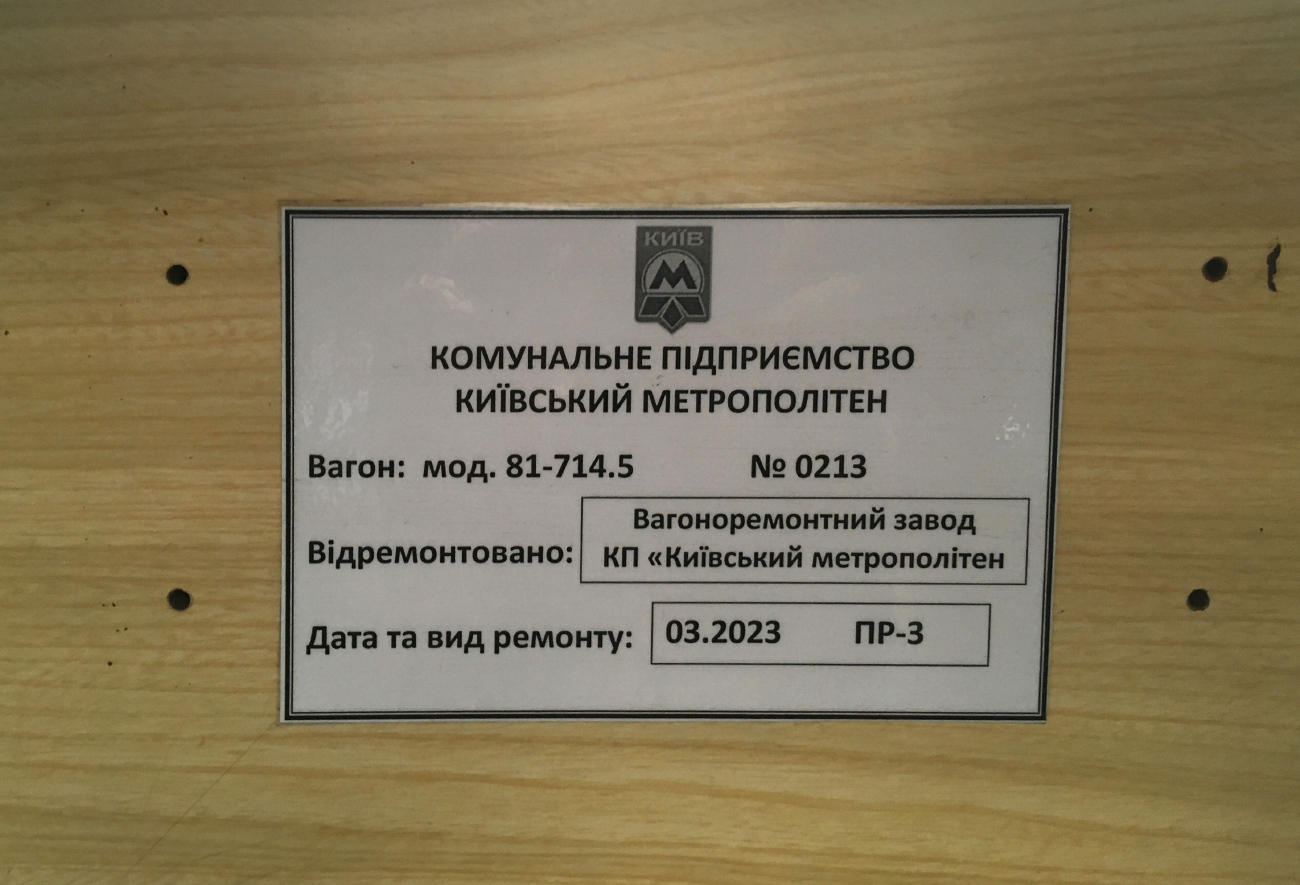 КИЇВ
М
КОМУНАЛЬНЕ ПІДПРИЄМСТВО
КИЇВСЬКИЙ МЕТРОПОЛІТЕН
Вагон: мод. 81-714.5 № 0213
Відремонтовано: Вагоноремонтний завод
КП «Київський метрополітен
Дата та вид ремонту: 03.2023 ПР-3